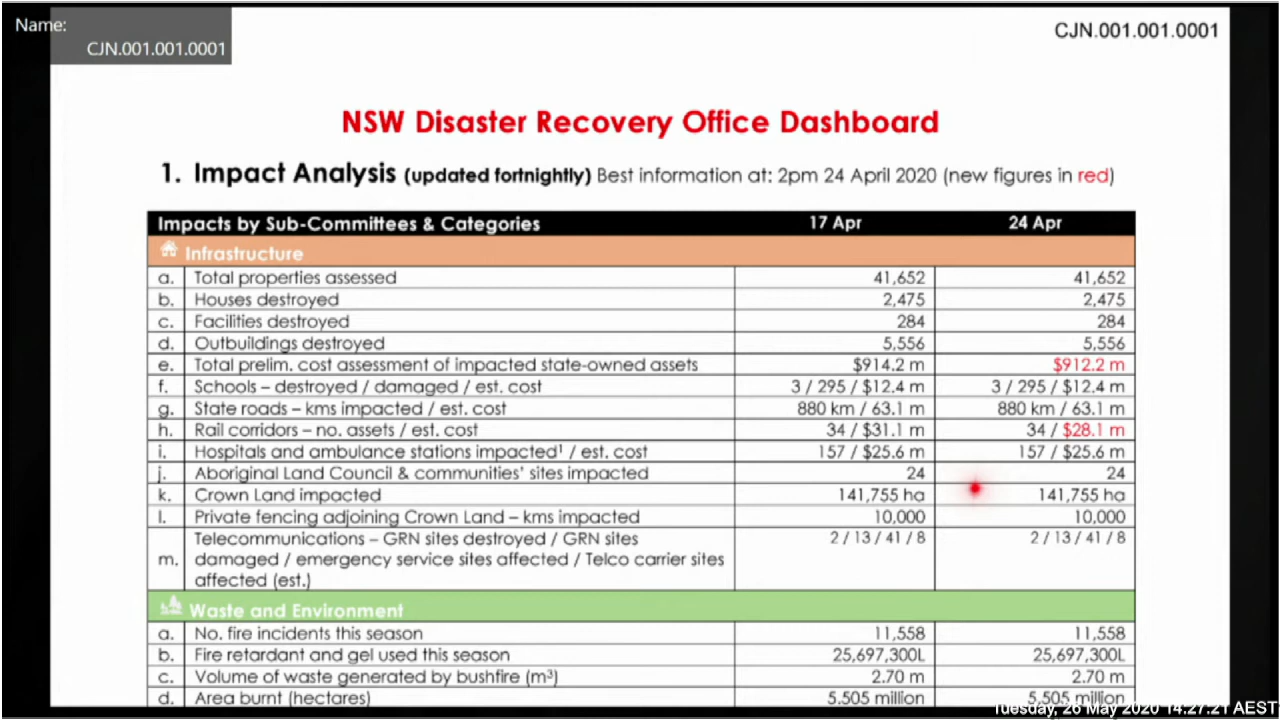 Name:
CJN.001.001.0001
CJN.001.001.0001
NSW Disaster Recovery Office Dashboard
1. Impact Analysis (updated fortnightly) Best information at: 2pm 24 April 2020 (new figures in red)
Impacts by Sub-Committees & Categories 17 Apr 24 Apr
Infrastructure
a. Total properties assessed 41,652 41,652
b. Houses destroyed 2,475 2,475
c. Facilities destroyed 284 284
d. Outbuildings destroyed 5,556 5,556
e. Total prelim. cost assessment of impacted state-owned assets $914.2 m $912.2 m
f. Schools – destroyed / damaged / est. cost 3 / 295 / $12.4 m 3 / 295 / $12.4 m
g. State roads – kms impacted / est. cost 880 km / 63.1 m 880 km / 63.1 m
h. Rail corridors – no. assets / est. cost 34 / $31.1 m 34 / $28.1 m
i. Hospitals and ambulance stations impacted¹ / est. cost 157 / $25.6 m 157 / $25.6 m
j. Aboriginal Land Council & communities' sites impacted 24 24
k. Crown Land impacted 141,755 ha 141,755 ha
l. Private fencing adjoining Crown Land – kms impacted 10,000 10,000
Telecommunications – GRN sites destroyed / GRN sites 2 / 13 / 41 / 8 2 / 13 / 41 / 8
m. damaged / emergency service sites affected / Telco carrier sites
affected (est.)
Waste and Environment
a. No. fire incidents this season 11,558 11,558
b. Fire retardant and gel used this season 25,697,300L 25,697,300L
c. Volume of waste generated by bushfire (m³) 2.70 m 2.70 m
d. Area burnt (hectares) 5.505 million 5.505 million
Tuesday, 26 May 2020 14:27:21 AEST